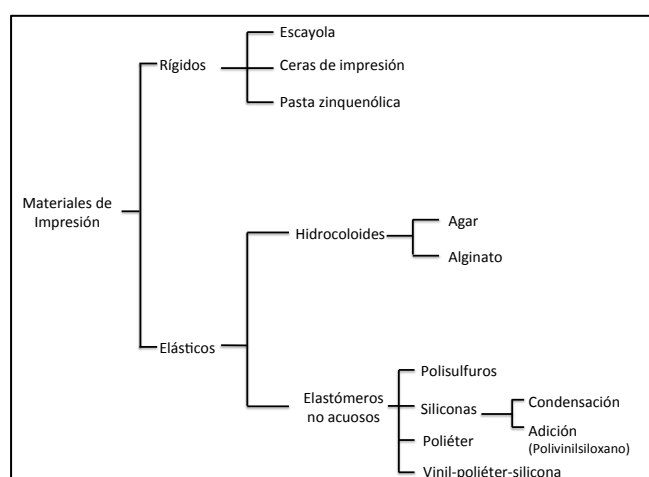 Escayola
Rígidos
Ceras de impresión
Pasta zinquenólica
Materiales de
Impresión
Agar
Hidrocoloides
Alginato
Elásticos
Polisulfuros
Elastómeros
no acuosos
Siliconas
Condensación
Adición
(Polivinilsiloxano)
Poliéter
Vinil-poliéter-silicona